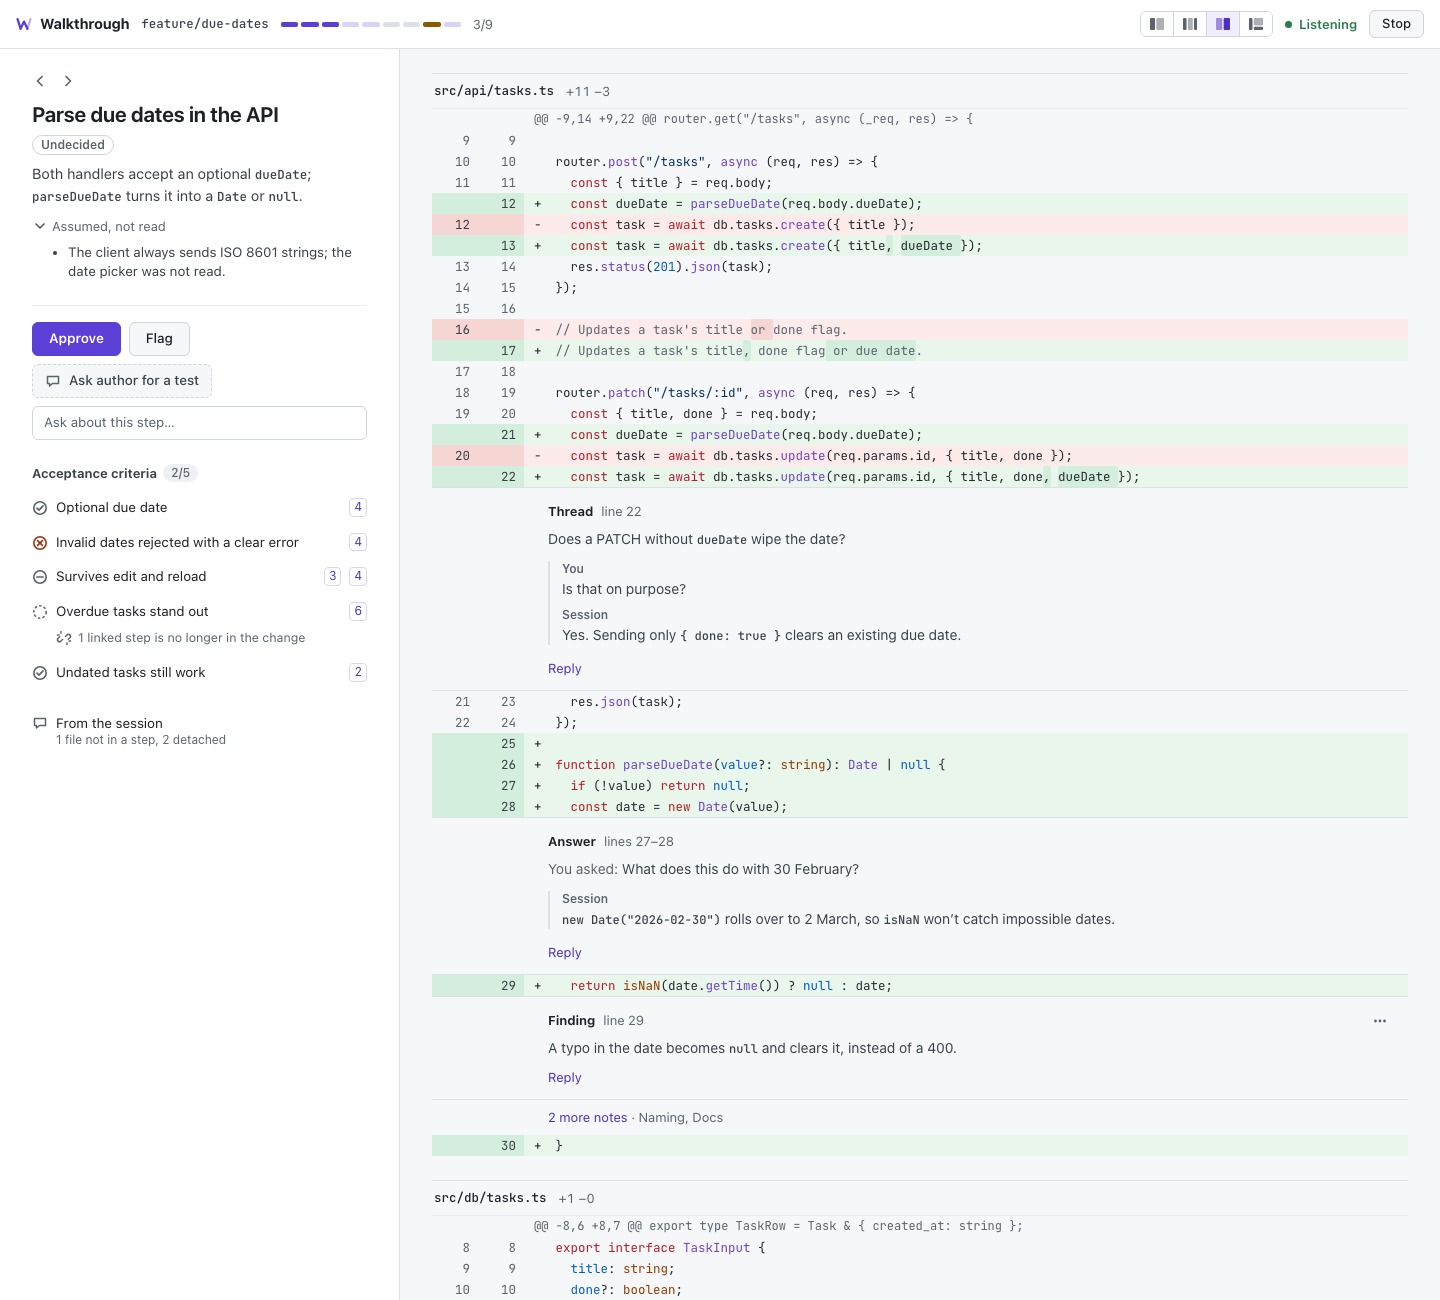 Walkthrough feature/due-dates 3/9 Listening Stop
Parse due dates in the API
Undecided
Both handlers accept an optional dueDate;
parseDueDate turns it into a Date or null.
Assumed, not read
• The client always sends ISO 8601 strings; the
date picker was not read.
Approve Flag
Ask author for a test
Ask about this step…
Acceptance criteria 2/5
Optional due date 4
Invalid dates rejected with a clear error 4
Survives edit and reload 3 4
Overdue tasks stand out 6
1 linked step is no longer in the change
Undated tasks still work 2
From the session
1 file not in a step, 2 detached
src/api/tasks.ts +11 −3
@@ -9,14 +9,22 @@ router.get("/tasks", async (_req, res) => {
9 9
10 10 router.post("/tasks", async (req, res) => {
11 11 const { title } = req.body;
12 + const dueDate = parseDueDate(req.body.dueDate);
12 - const task = await db.tasks.create({ title });
13 + const task = await db.tasks.create({ title, dueDate });
13 14 res.status(201).json(task);
14 15 });
15 16
16 - // Updates a task's title or done flag.
17 + // Updates a task's title, done flag or due date.
17 18
18 19 router.patch("/tasks/:id", async (req, res) => {
19 20 const { title, done } = req.body;
21 + const dueDate = parseDueDate(req.body.dueDate);
20 - const task = await db.tasks.update(req.params.id, { title, done });
22 + const task = await db.tasks.update(req.params.id, { title, done, dueDate });
Thread line 22
Does a PATCH without dueDate wipe the date?
You
Is that on purpose?
Session
Yes. Sending only { done: true } clears an existing due date.
Reply
21 23 res.json(task);
22 24 });
25 +
26 + function parseDueDate(value?: string): Date | null {
27 + if (!value) return null;
28 + const date = new Date(value);
Answer lines 27–28
You asked: What does this do with 30 February?
Session
new Date("2026-02-30") rolls over to 2 March, so isNaN won’t catch impossible dates.
Reply
29 + return isNaN(date.getTime()) ? null : date;
Finding line 29
A typo in the date becomes null and clears it, instead of a 400.
Reply
2 more notes · Naming, Docs
30 + }
src/db/tasks.ts +1 −0
@@ -8,6 +8,7 @@ export type TaskRow = Task & { created_at: string };
8 8 export interface TaskInput {
9 9 title: string;
10 10 done?: boolean;